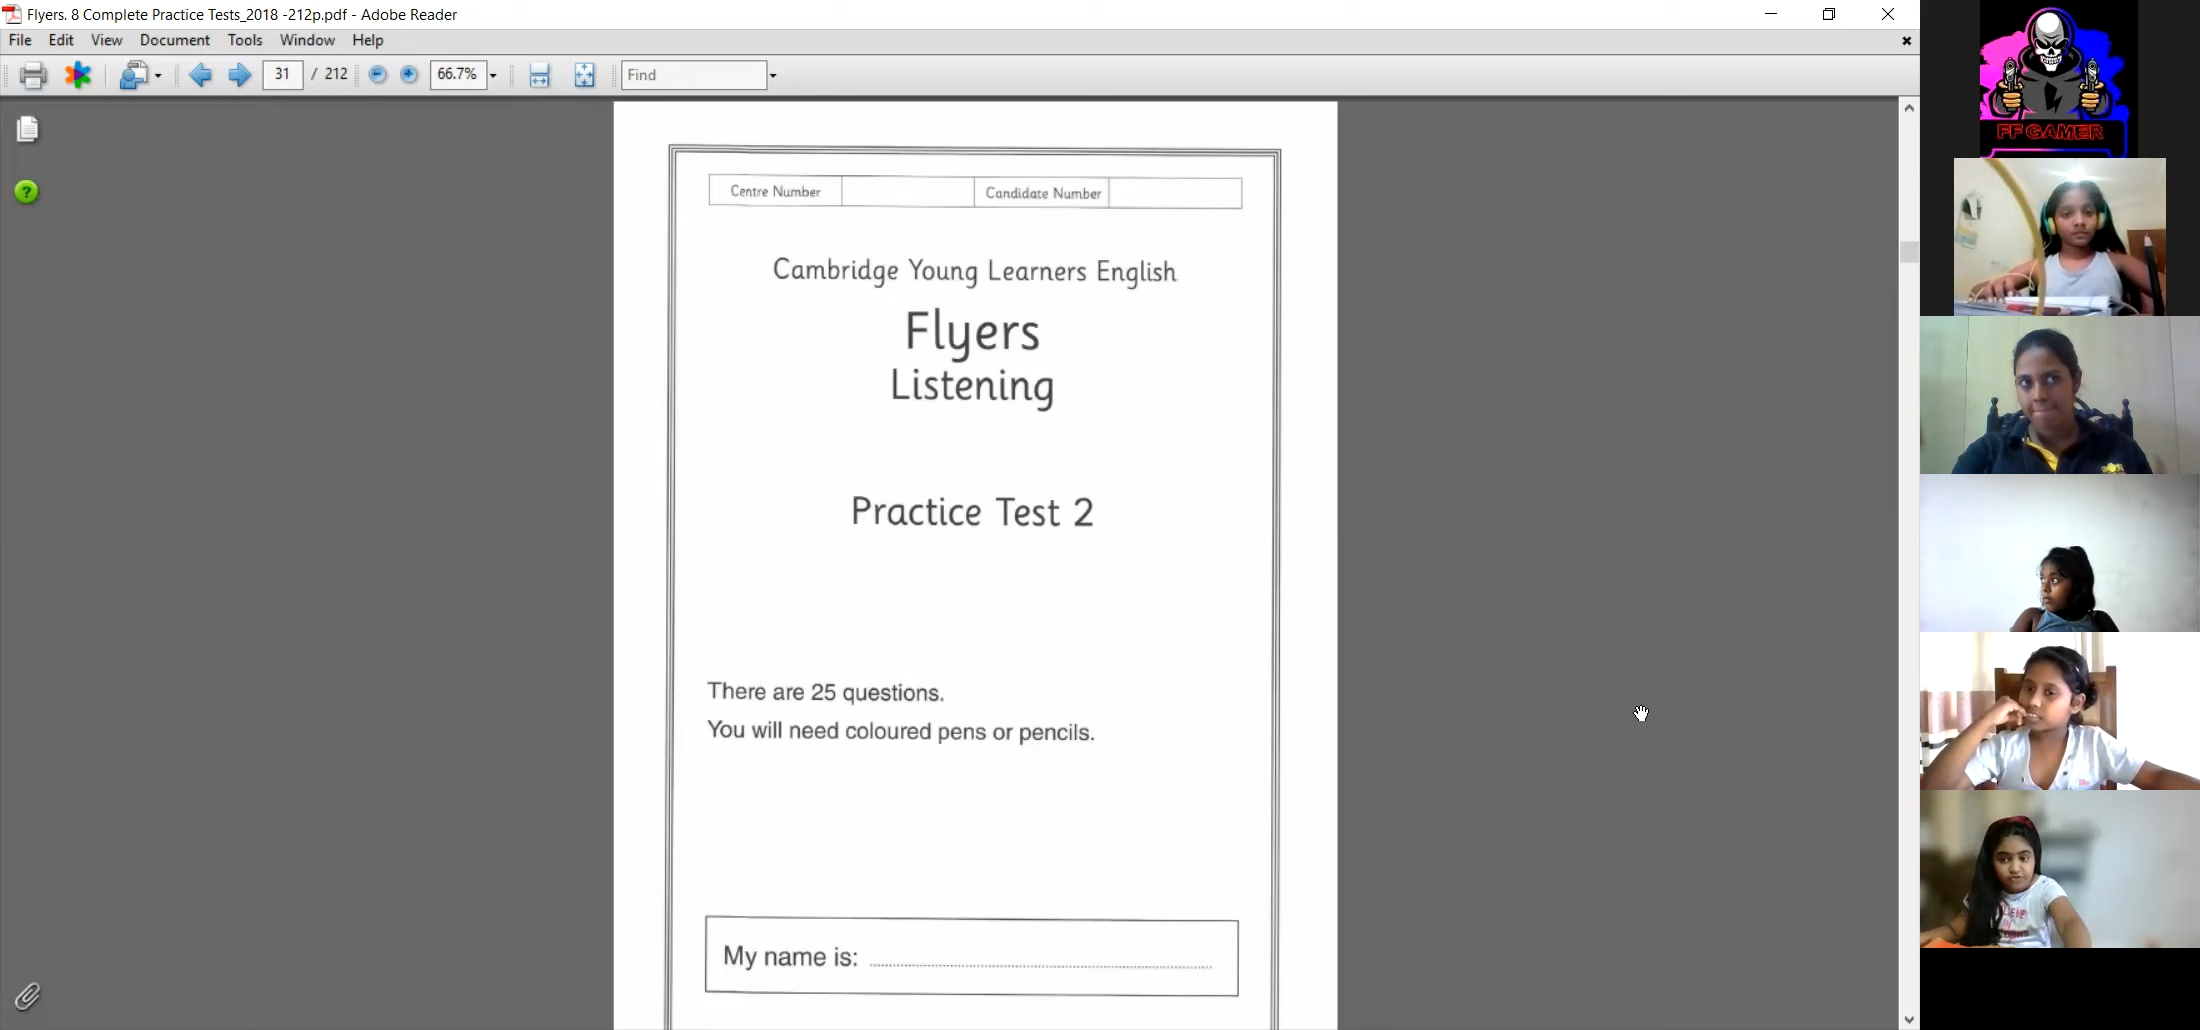 Flyers. 8 Complete Practice Tests_2018 -212p.pdf - Adobe Reader
File Edit View Document Tools Window Help
31 / 212 66.7% Find
Centre Number Candidate Number
Cambridge Young Learners English
Flyers
Listening
Practice Test 2
There are 25 questions.
You will need coloured pens or pencils.
My name is:
FF GAMER